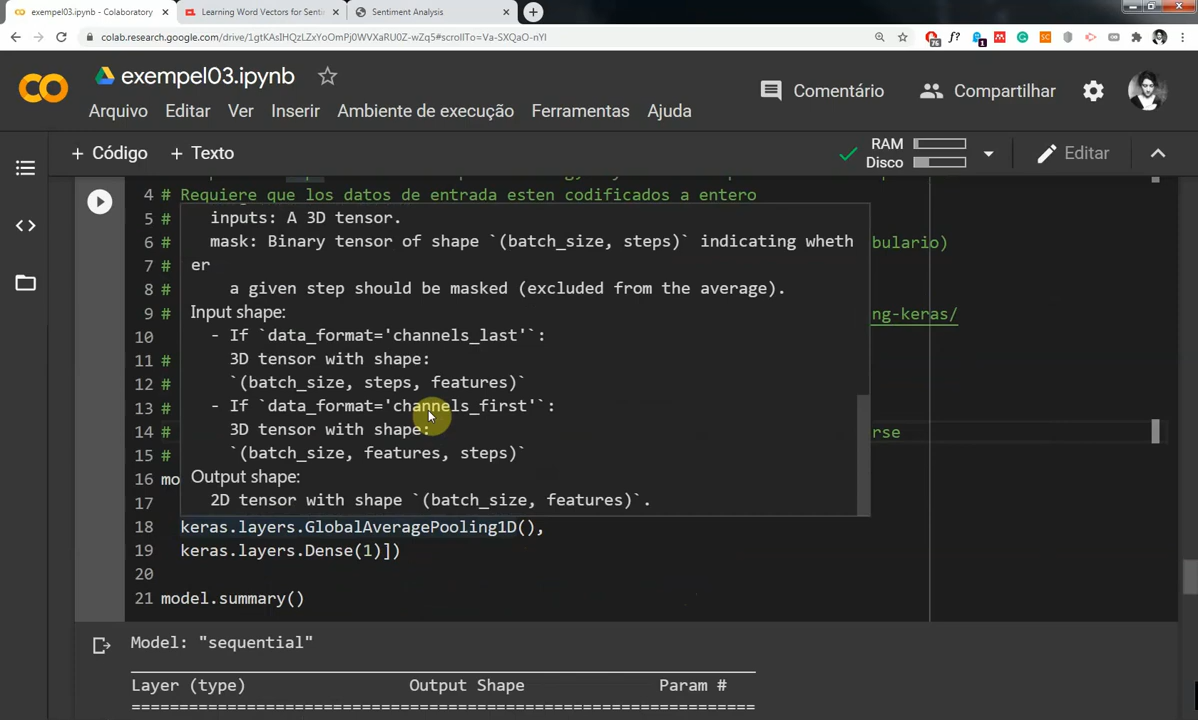 exempel03.ipynb - Colaboratory
Learning Word Vectors for Senti
Sentiment Analysis
colab.research.google.com/drive/1gtKAsIHQzLZxYoOmPj0WVXaRU0Z-wZq5#scrollTo=Va-SXQaO-nYl
76
f?
1
CO
exempel03.ipynb
Comentário
Compartilhar
Arquivo Editar Ver Inserir Ambiente de execução Ferramentas Ajuda
+ Código + Texto
RAM
Disco
Editar
4 # Requiere que los datos de entrada esten codificados a entero
5 #
inputs: A 3D tensor.
6 #
mask: Binary tensor of shape `(batch_size, steps)` indicating wheth
bulario)
7 #
er
8 #
a given step should be masked (excluded from the average).
9 #
Input shape:
ng-keras/
10
- If `data_format='channels_last'`:
11 #
3D tensor with shape:
12 #
`(batch_size, steps, features)`
13 #
- If `data_format='channels_first'`:
14 #
3D tensor with shape:
rse
15 #
`(batch_size, features, steps)`
16 mo
Output shape:
17
2D tensor with shape `(batch_size, features)`.
18 keras.layers.GlobalAveragePooling1D(),
19 keras.layers.Dense(1)])
20
21 model.summary()
Model: "sequential"
Layer (type) Output Shape Param #
=================================================================